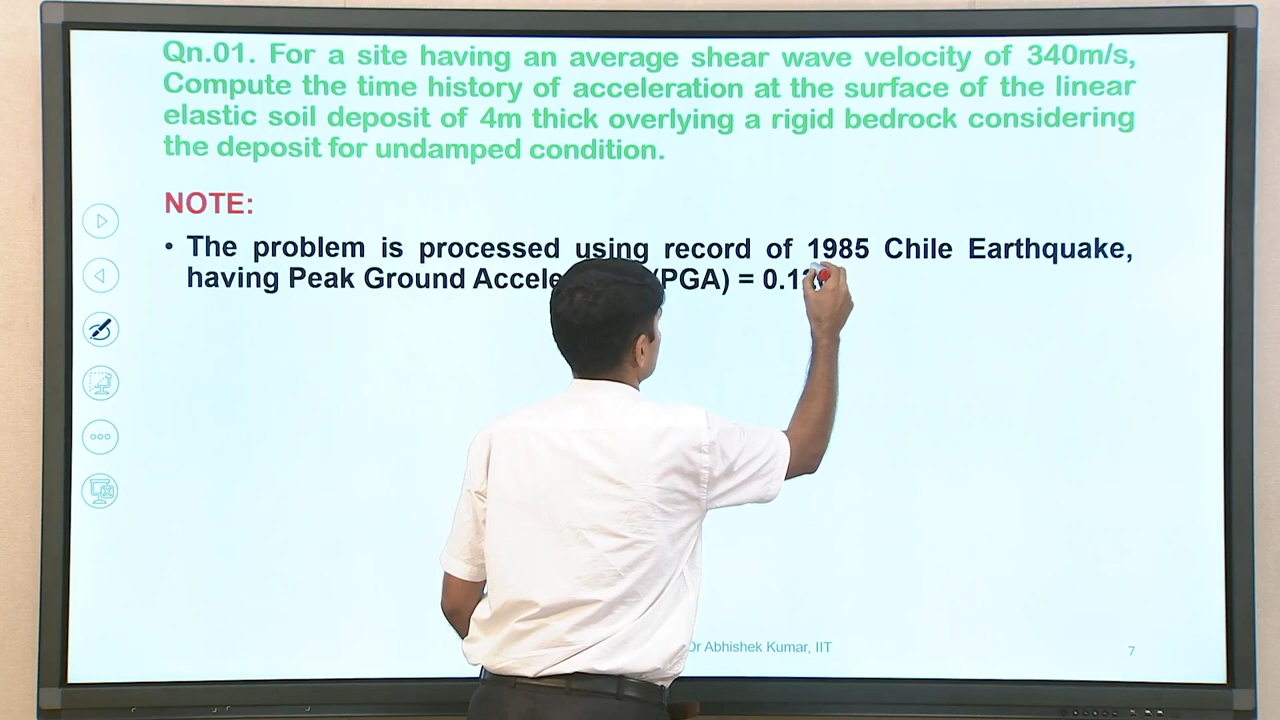 Qn.01. For a site having an average shear wave velocity of 340m/s,
Compute the time history of acceleration at the surface of the linear
elastic soil deposit of 4m thick overlying a rigid bedrock considering
the deposit for undamped condition.
NOTE:
• The problem is processed using record of 1985 Chile Earthquake,
having Peak Ground (PGA) =
Dr Abhishek Kumar, IIT
7